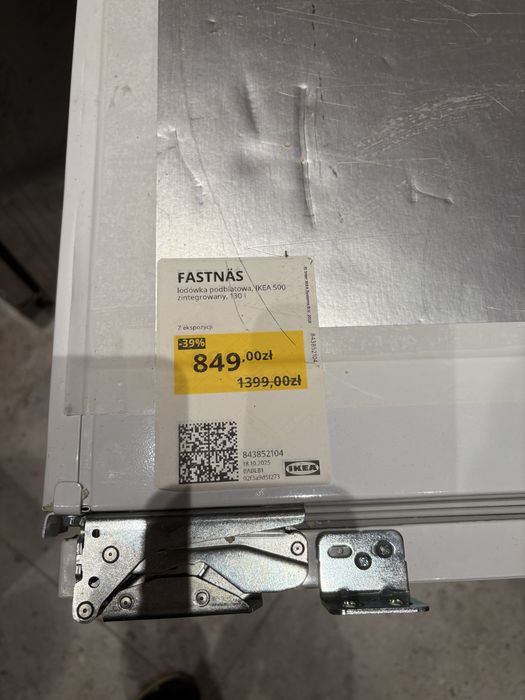 FASTNÄS
lodówka podblatowa, IKEA 500
zintegrowany, 130 l
Z ekspozycji
-39%
849,00zł
1399,00zł
843852104
843852104
18.10.2025
IKEA